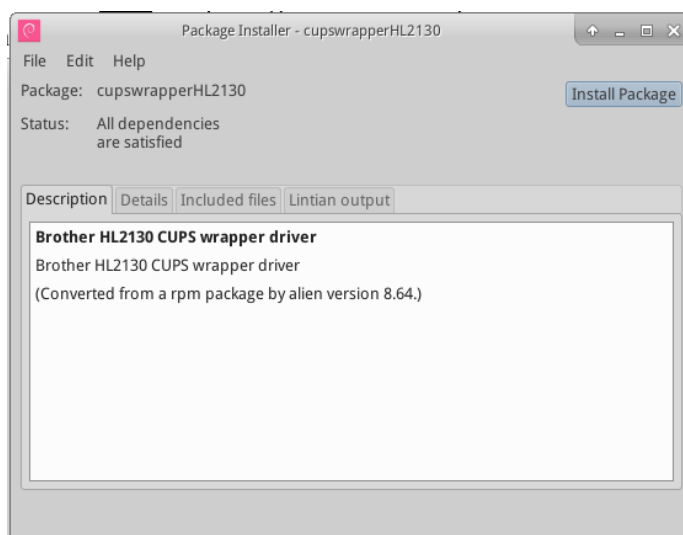 Package Installer - cupswrapperHL2130
File Edit Help
Package: cupswrapperHL2130
Install Package
Status: All dependencies
are satisfied
Description Details Included files Lintian output
Brother HL2130 CUPS wrapper driver
Brother HL2130 CUPS wrapper driver
(Converted from a rpm package by alien version 8.64.)